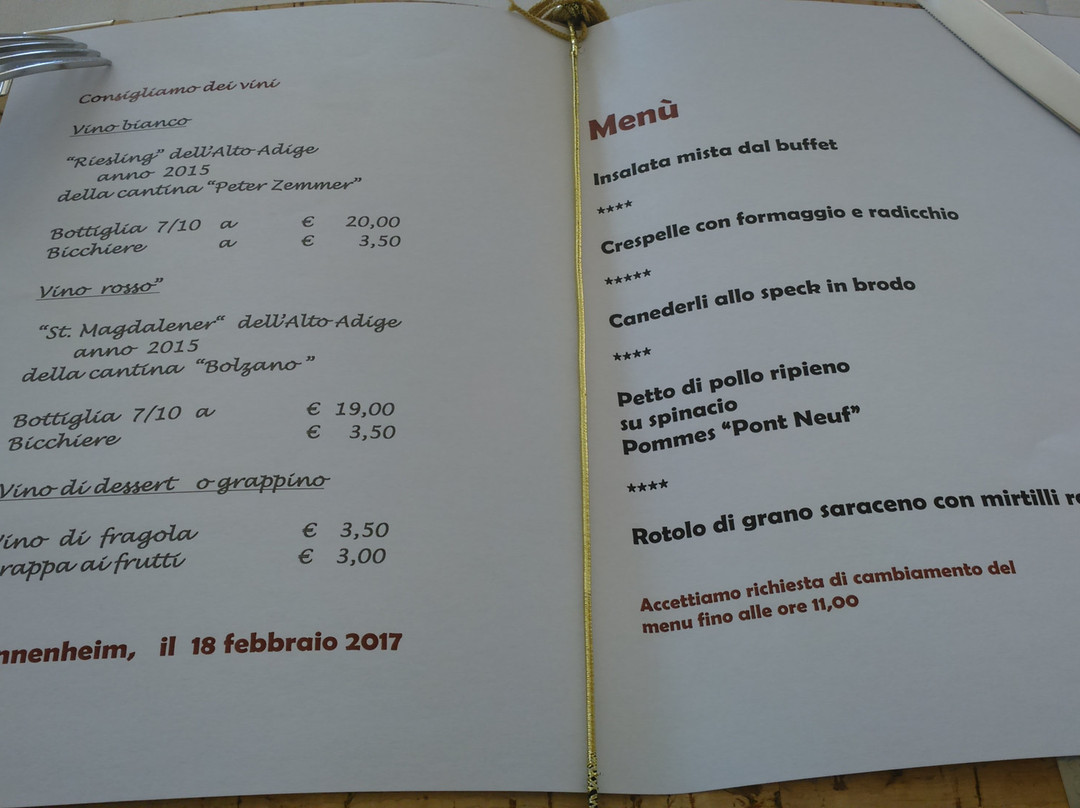 Consigliamo dei vini
Vino bianco
“Riesling” dell’Alto Adige
anno 2015
della cantina “Peter Zemmer”
Bottiglia 7/10 a € 20,00
Bicchiere a € 3,50
Vino rosso”
“St. Magdalener“ dell’Alto Adige
anno 2015
della cantina “Bolzano ”
Bottiglia 7/10 a € 19,00
Bicchiere € 3,50
Vino di dessert o grappino
Vino di fragola € 3,50
rappa ai frutti € 3,00
nnenheim, il 18 febbraio 2017
Menù
Insalata mista dal buffet
****
Crespelle con formaggio e radicchio
*****
Canederli allo speck in brodo
****
Petto di pollo ripieno
su spinacio
Pommes “Pont Neuf”
****
Rotolo di grano saraceno con mirtilli
Accettiamo richiesta di cambiamento del
menu fino alle ore 11,00